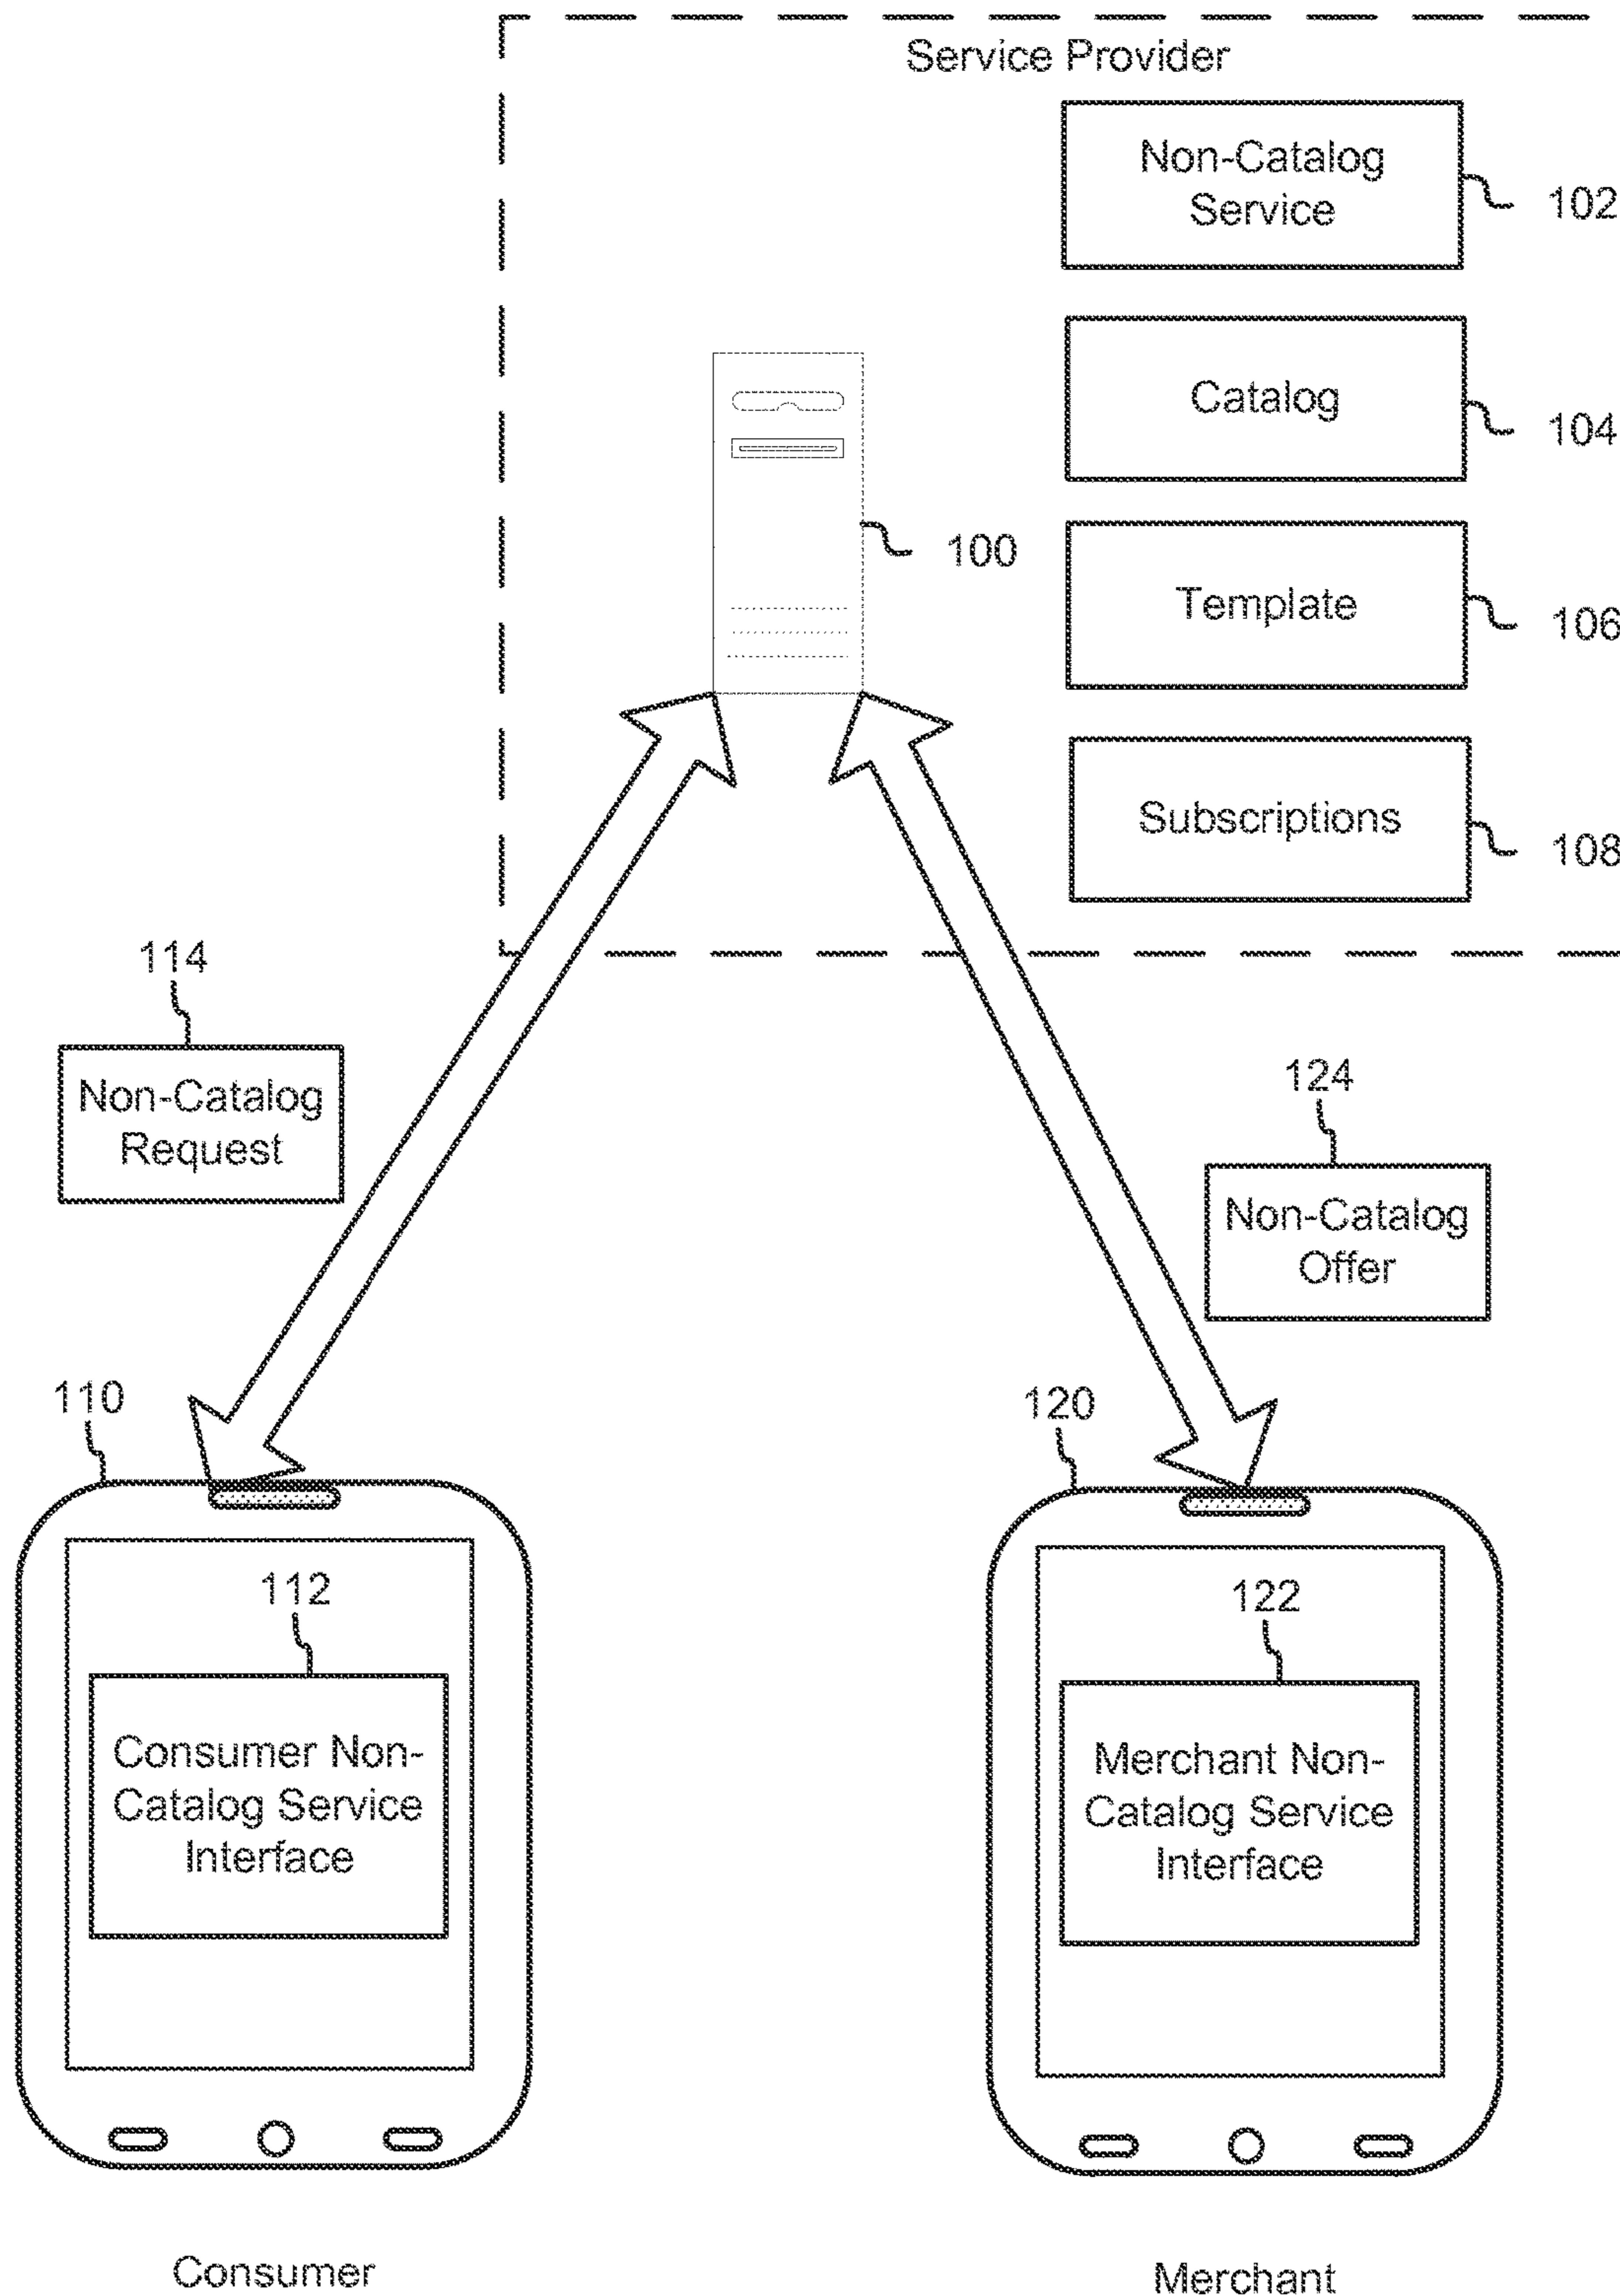 Service Provider
Non-Catalog
Service
102
Catalog
104
100
Template
106
Subscriptions
108
114
Non-Catalog
Request
124
Non-Catalog
Offer
110
120
112
Consumer Non-
Catalog Service
Interface
122
Merchant Non-
Catalog Service
Interface
Consumer
Merchant